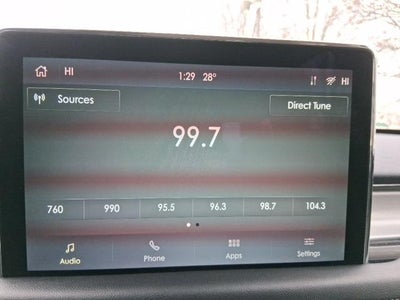 HI 1:29 28° HI
Sources Direct Tune
99.7
760 990 95.5 96.3 98.7 104.3
Audio Phone Apps Settings